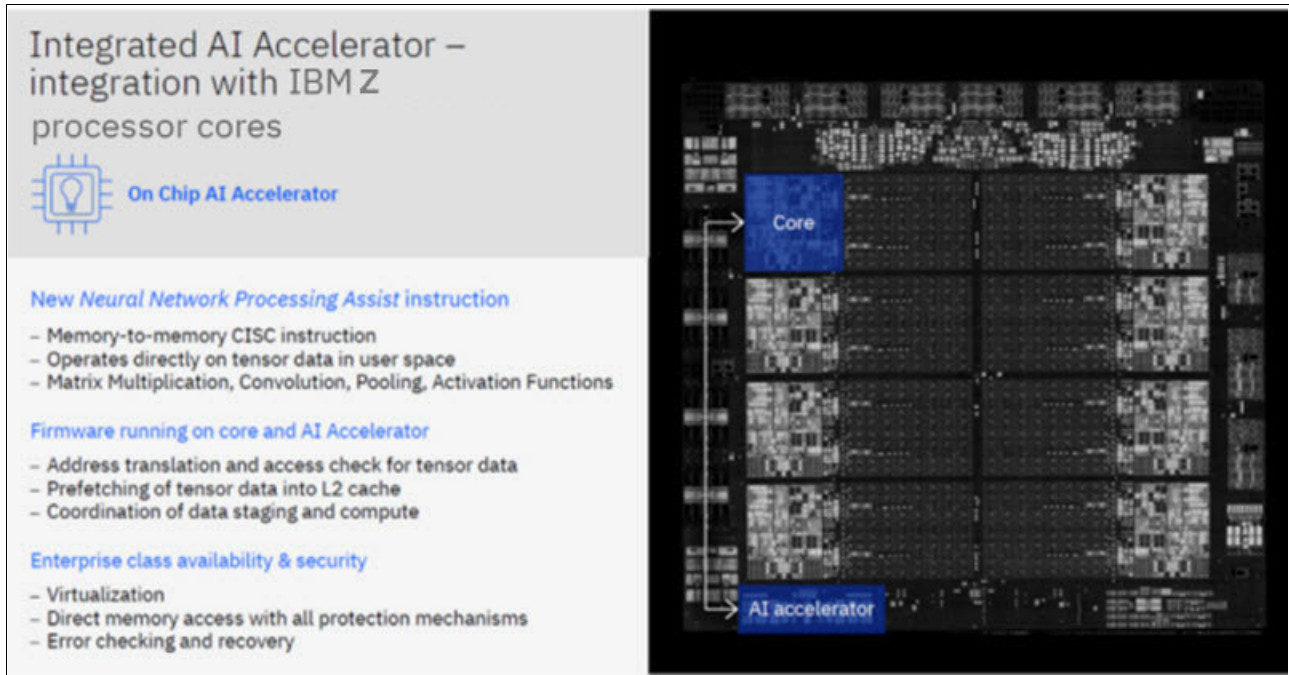 Integrated AI Accelerator –
integration with IBM Z
processor cores
On Chip AI Accelerator
New Neural Network Processing Assist instruction
– Memory-to-memory CISC instruction
– Operates directly on tensor data in user space
– Matrix Multiplication, Convolution, Pooling, Activation Functions
Firmware running on core and AI Accelerator
– Address translation and access check for tensor data
– Prefetching of tensor data into L2 cache
– Coordination of data staging and compute
Enterprise class availability & security
– Virtualization
– Direct memory access with all protection mechanisms
– Error checking and recovery
Core
AI accelerator